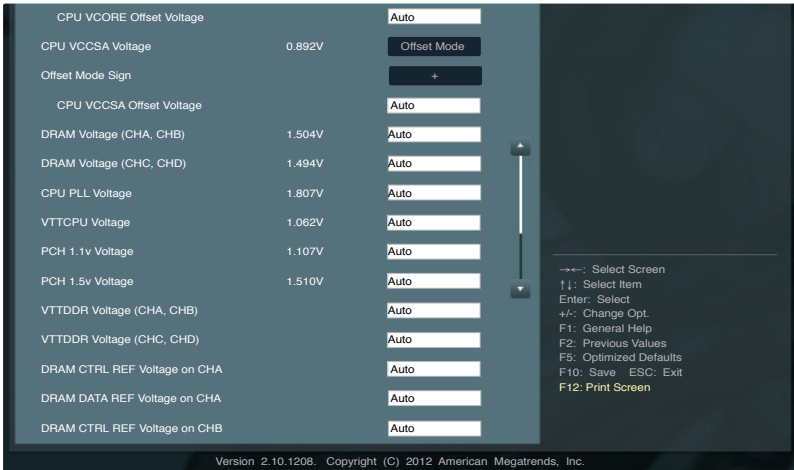 CPU VCORE Offset Voltage Auto
CPU VCCSA Voltage 0.892V Offset Mode
Offset Mode Sign +
CPU VCCSA Offset Voltage Auto
DRAM Voltage (CHA, CHB) 1.504V Auto
DRAM Voltage (CHC, CHD) 1.494V Auto
CPU PLL Voltage 1.807V Auto
VTTCPU Voltage 1.062V Auto
PCH 1.1v Voltage 1.107V Auto
PCH 1.5v Voltage 1.510V Auto
VTTDDR Voltage (CHA, CHB) Auto
VTTDDR Voltage (CHC, CHD) Auto
DRAM CTRL REF Voltage on CHA Auto
DRAM DATA REF Voltage on CHA Auto
DRAM CTRL REF Voltage on CHB Auto
→←: Select Screen
↑↓: Select Item
Enter: Select
+/-: Change Opt.
F1: General Help
F2: Previous Values
F5: Optimized Defaults
F10: Save ESC: Exit
F12: Print Screen
Version 2.10.1208. Copyright (C) 2012 American Megatrends, Inc.